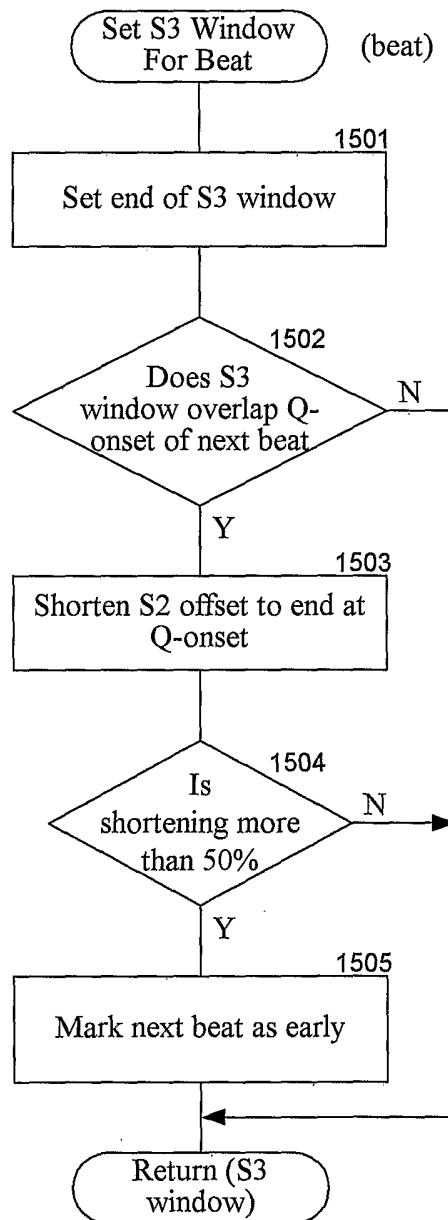 Set S3 Window
For Beat
(beat)
1501
Set end of S3 window
1502
Does S3
window overlap Q-
onset of next beat
N
Y
1503
Shorten S2 offset to end at
Q-onset
1504
Is
shortening more
than 50%
N
Y
1505
Mark next beat as early
Return (S3
window)